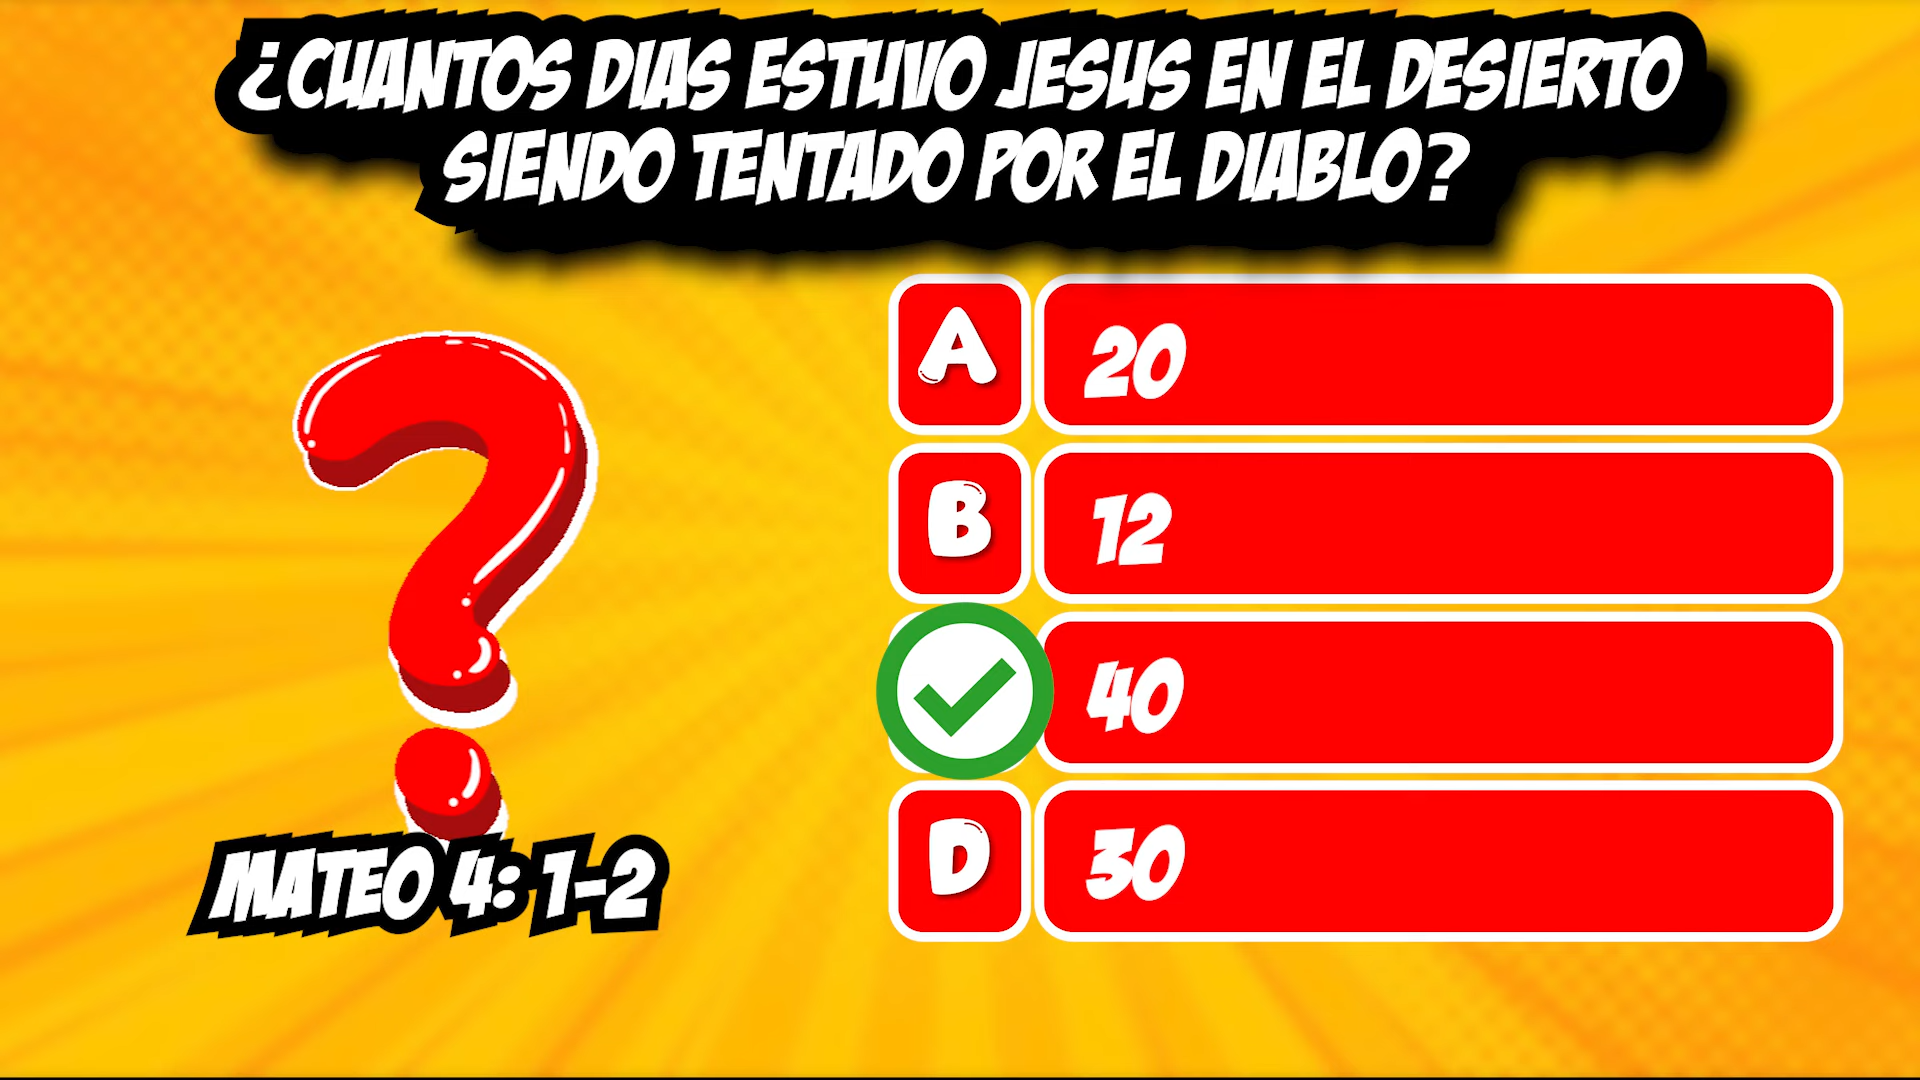 ¿CUANTOS DIAS ESTUVO JESUS EN EL DESIERTO
SIENDO TENTADO POR EL DIABLO?
A 20
B 12
40
D 30
MATEO 4: 1-2